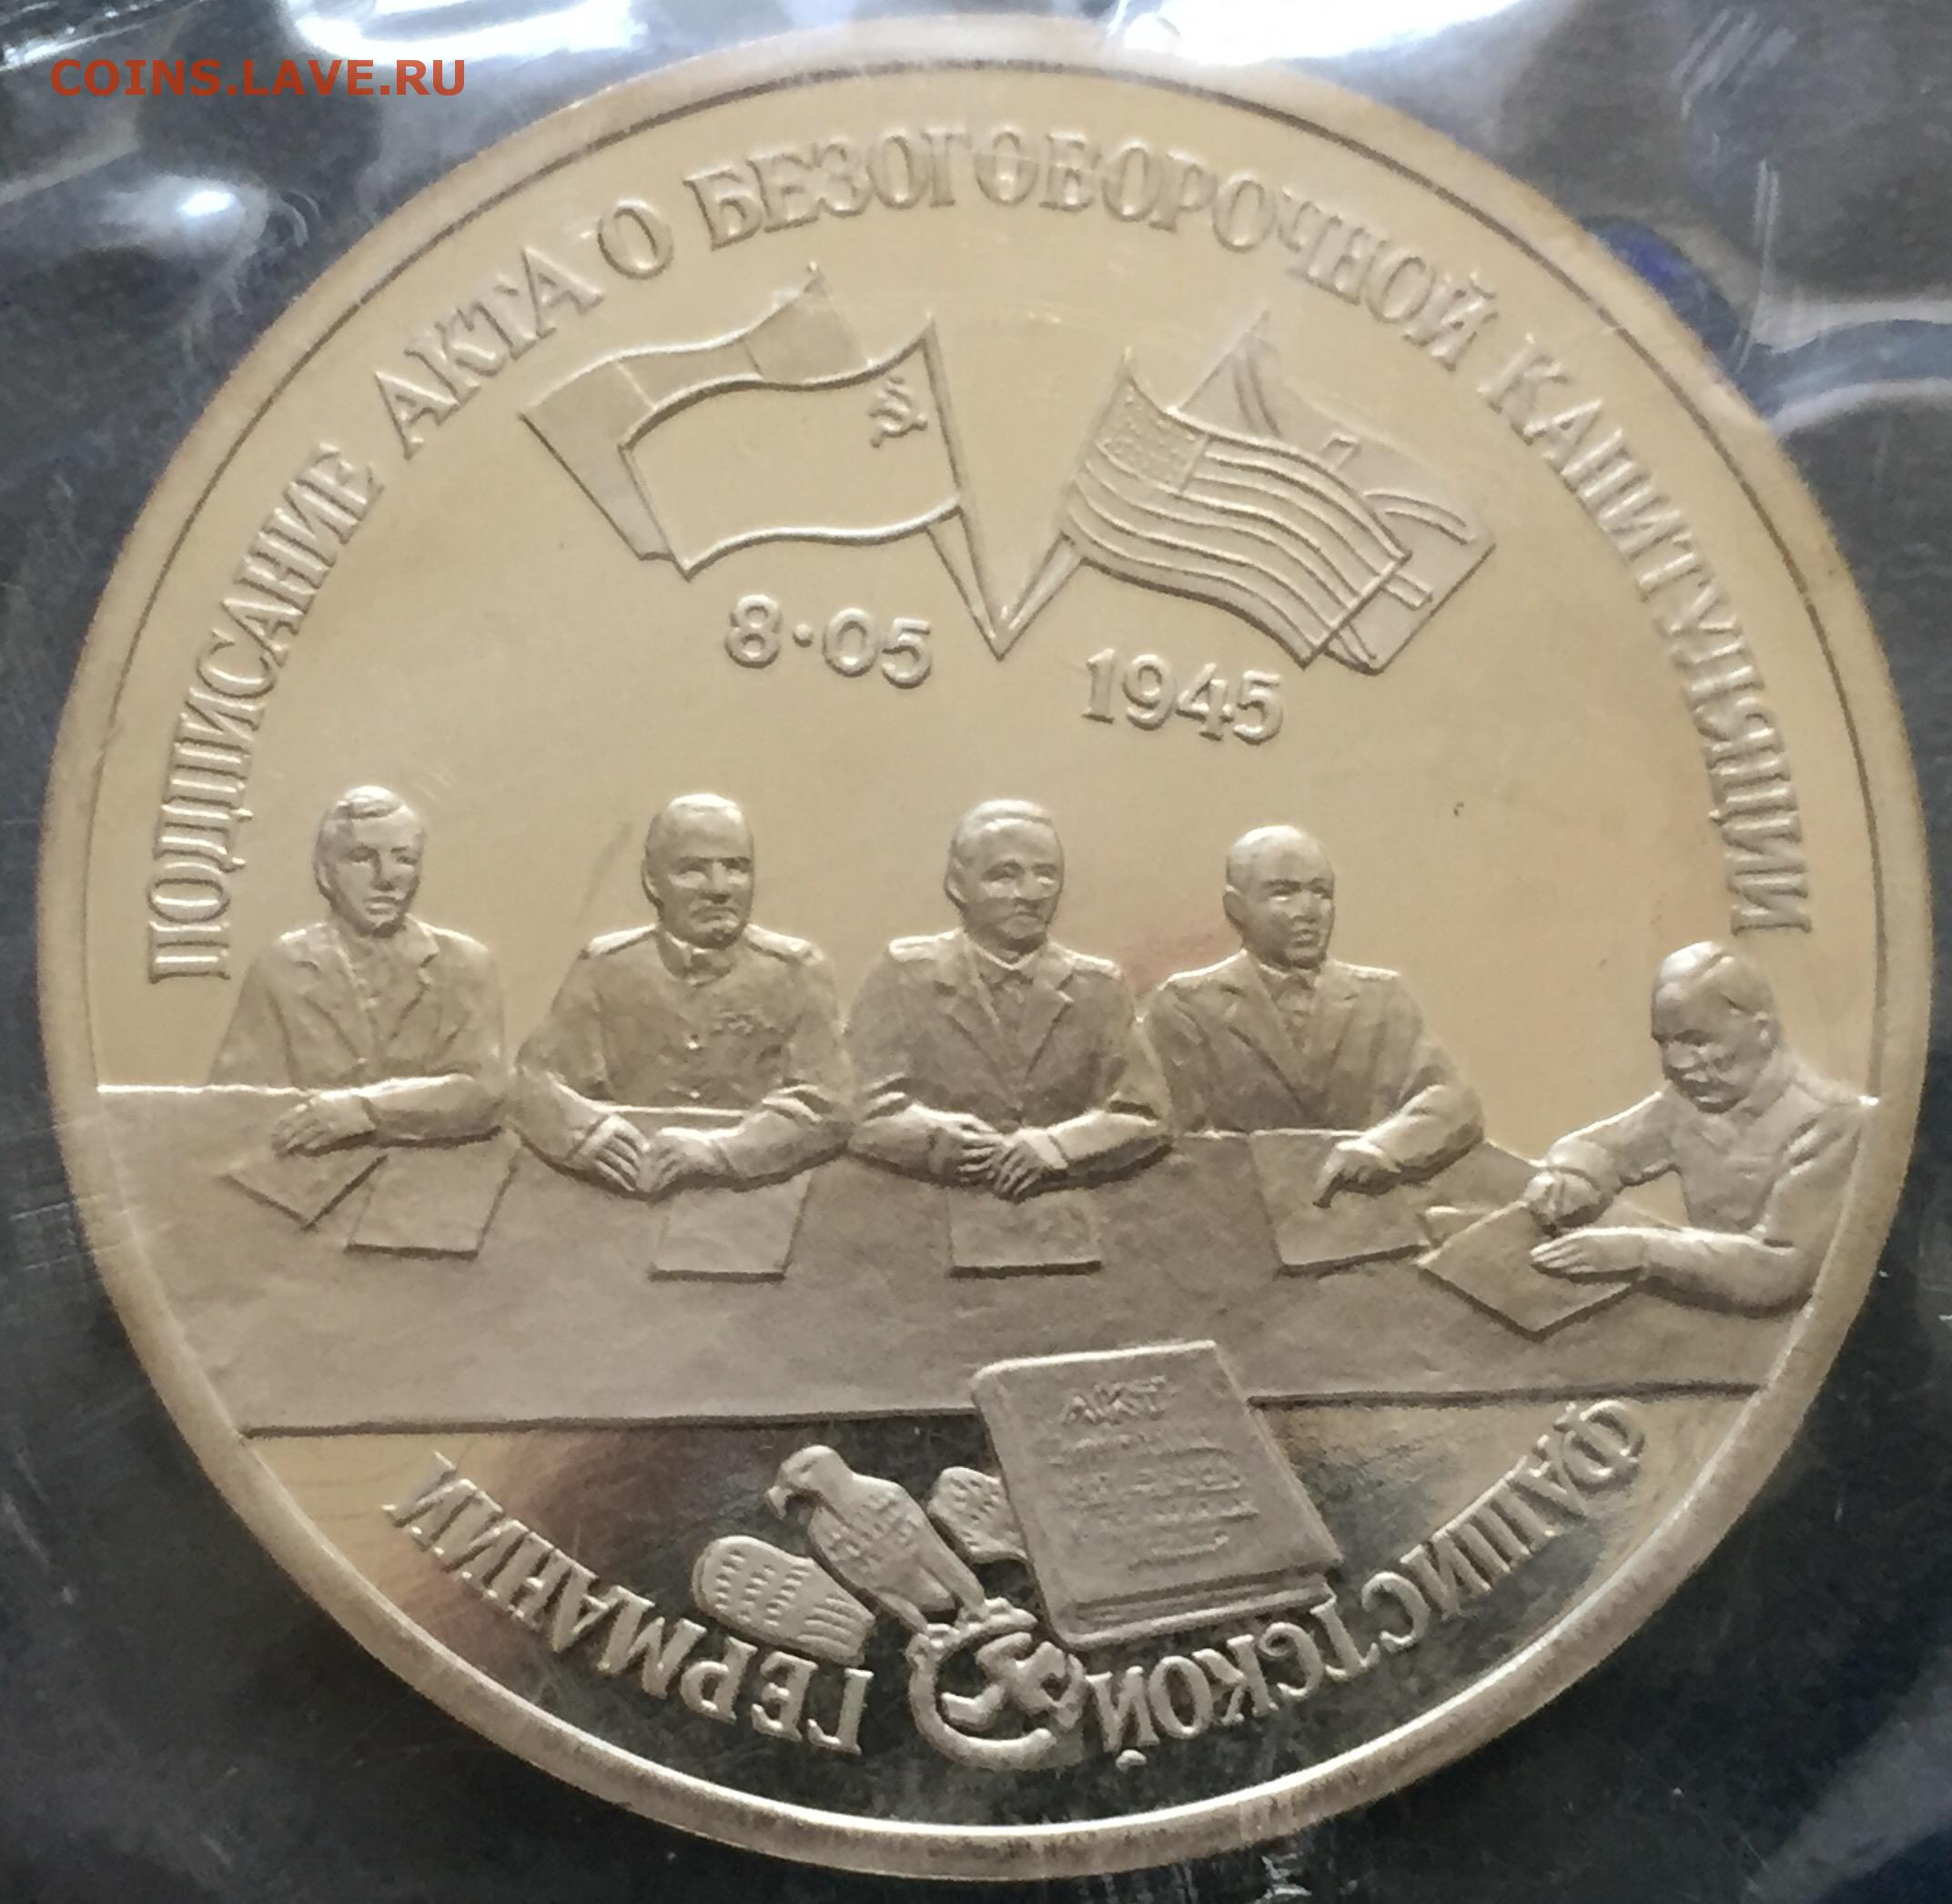 COINS.LAVE.RU
ПОДПИСАНИЕ АКТА О БЕЗОГОВОРОЧНОЙ КАПИТУЛЯЦИИ
8·05
1945
АКТ
ФАШИСТСКОЙ ГЕРМАНИИ